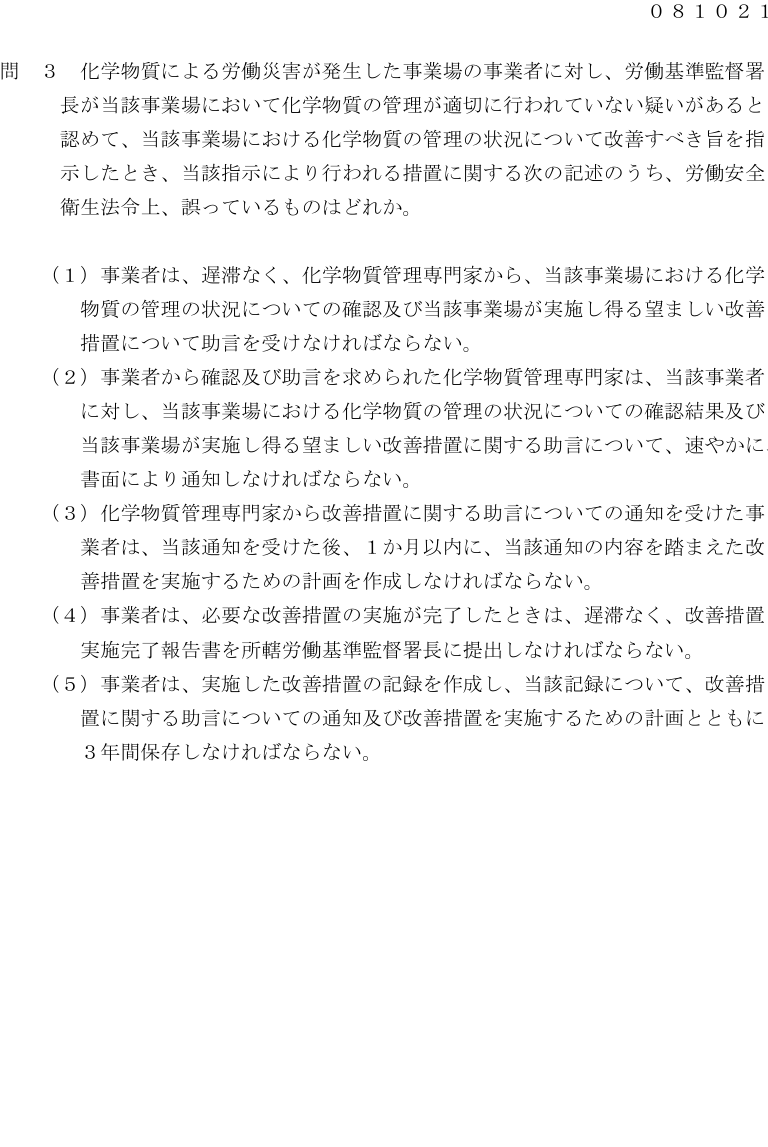 ０８１０２１
問　３　化学物質による労働災害が発生した事業場の事業者に対し、労働基準監督署
長が当該事業場において化学物質の管理が適切に行われていない疑いがあると
認めて、当該事業場における化学物質の管理の状況について改善すべき旨を指
示したとき、当該指示により行われる措置に関する次の記述のうち、労働安全
衛生法令上、誤っているものはどれか。
（１）事業者は、遅滞なく、化学物質管理専門家から、当該事業場における化学
物質の管理の状況についての確認及び当該事業場が実施し得る望ましい改善
措置について助言を受けなければならない。
（２）事業者から確認及び助言を求められた化学物質管理専門家は、当該事業者
に対し、当該事業場における化学物質の管理の状況についての確認結果及び
当該事業場が実施し得る望ましい改善措置に関する助言について、速やかに、
書面により通知しなければならない。
（３）化学物質管理専門家から改善措置に関する助言についての通知を受けた事
業者は、当該通知を受けた後、１か月以内に、当該通知の内容を踏まえた改
善措置を実施するための計画を作成しなければならない。
（４）事業者は、必要な改善措置の実施が完了したときは、遅滞なく、改善措置
実施完了報告書を所轄労働基準監督署長に提出しなければならない。
（５）事業者は、実施した改善措置の記録を作成し、当該記録について、改善措
置に関する助言についての通知及び改善措置を実施するための計画とともに
３年間保存しなければならない。